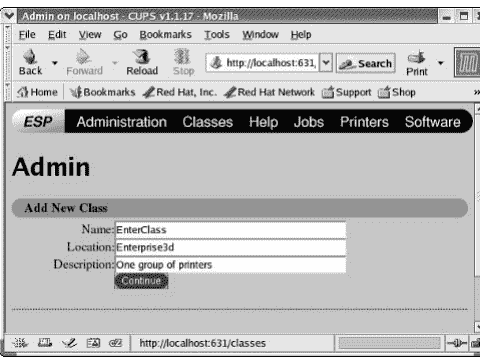 Admin on localhost - CUPS v1.1.17 - Mozilla
File Edit View Go Bookmarks Tools Window Help
Back Forward Reload Stop http://localhost:631, Search Print
Home Bookmarks Red Hat, Inc. Red Hat Network Support Shop »
ESP Administration Classes Help Jobs Printers Software
Admin
Add New Class
Name: EnterClass
Location: Enterprise3d
Description: One group of printers
Continue
http://localhost:631/classes